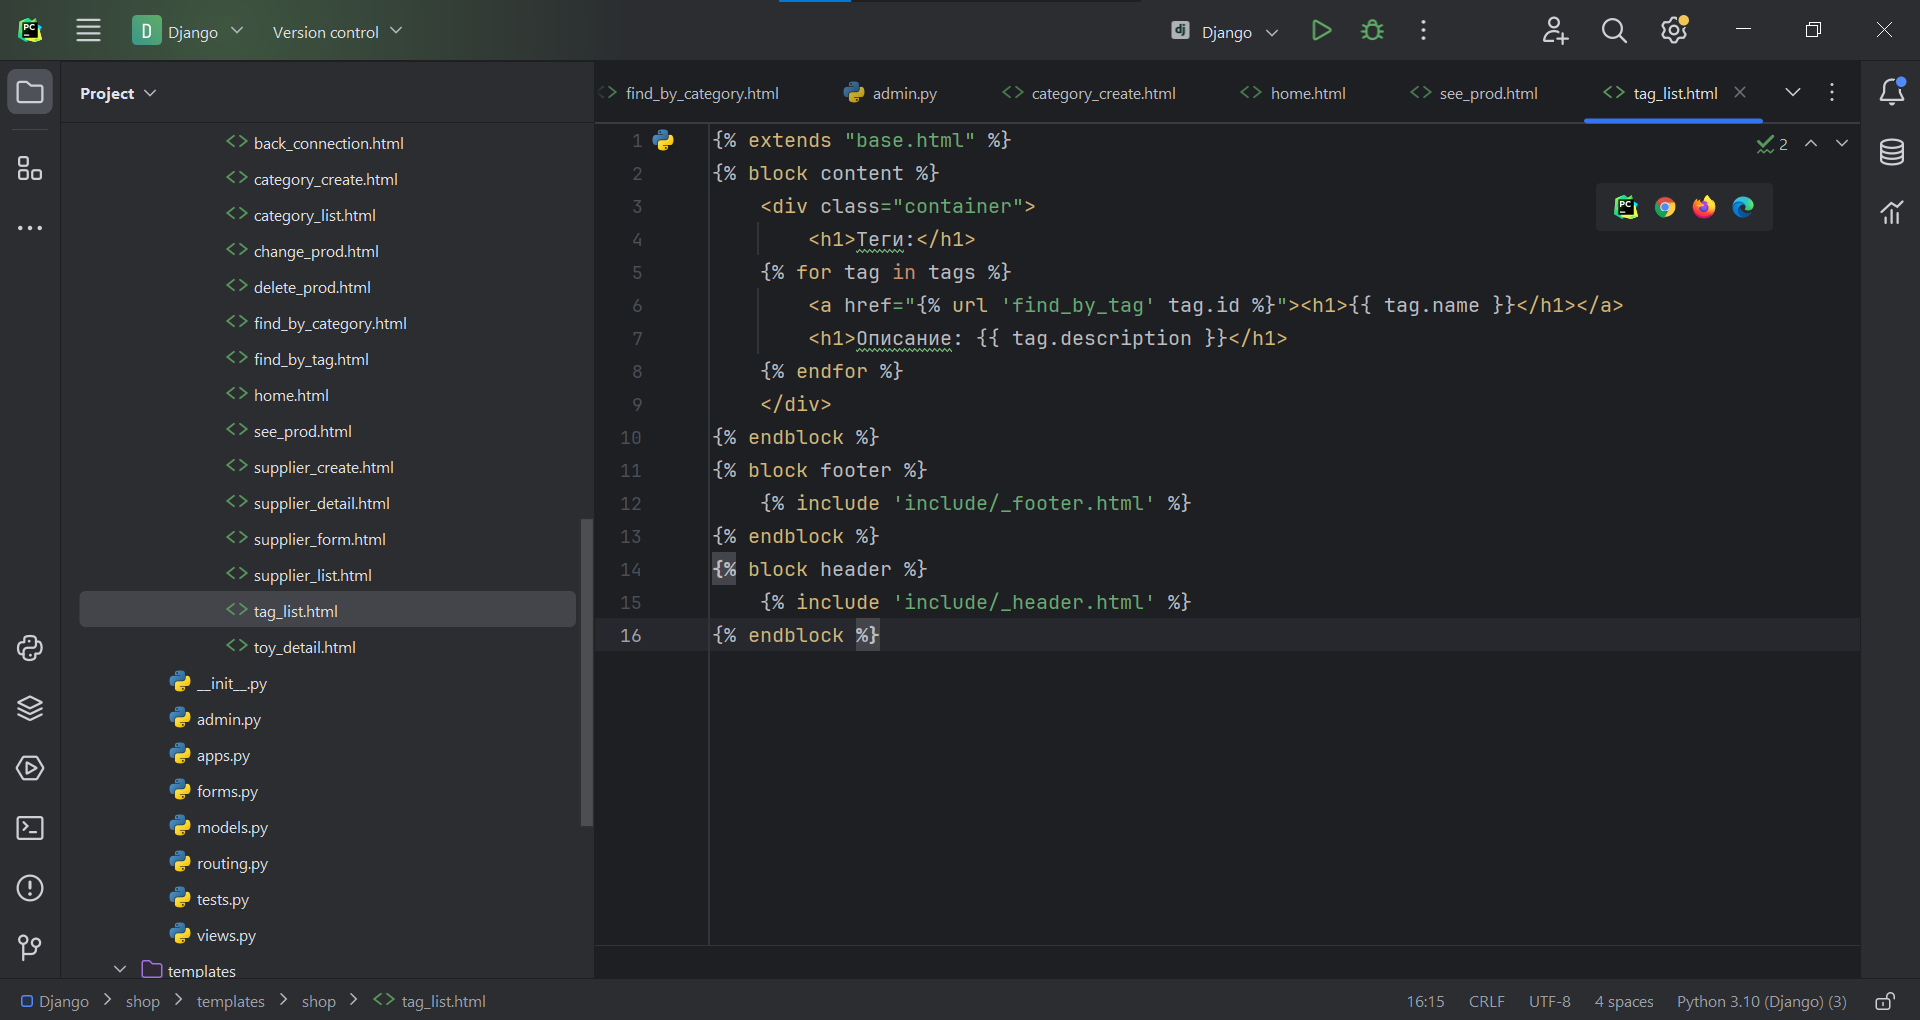 PC
D Django
Version control
dj Django
Project
find_by_category.html
admin.py
category_create.html
home.html
see_prod.html
tag_list.html
back_connection.html
category_create.html
category_list.html
change_prod.html
delete_prod.html
find_by_category.html
find_by_tag.html
home.html
see_prod.html
supplier_create.html
supplier_detail.html
supplier_form.html
supplier_list.html
tag_list.html
toy_detail.html
__init__.py
admin.py
apps.py
forms.py
models.py
routing.py
tests.py
views.py
templates
1 {% extends "base.html" %}
2 {% block content %}
3     <div class="container">
4         <h1>Теги:</h1>
5     {% for tag in tags %}
6         <a href="{% url 'find_by_tag' tag.id %}"><h1>{{ tag.name }}</h1></a>
7         <h1>Описание: {{ tag.description }}</h1>
8     {% endfor %}
9     </div>
10 {% endblock %}
11 {% block footer %}
12     {% include 'include/_footer.html' %}
13 {% endblock %}
14 {% block header %}
15     {% include 'include/_header.html' %}
16 {% endblock %}
2
PC
Django > shop > templates > shop > tag_list.html
16:15 CRLF UTF-8 4 spaces Python 3.10 (Django) (3)